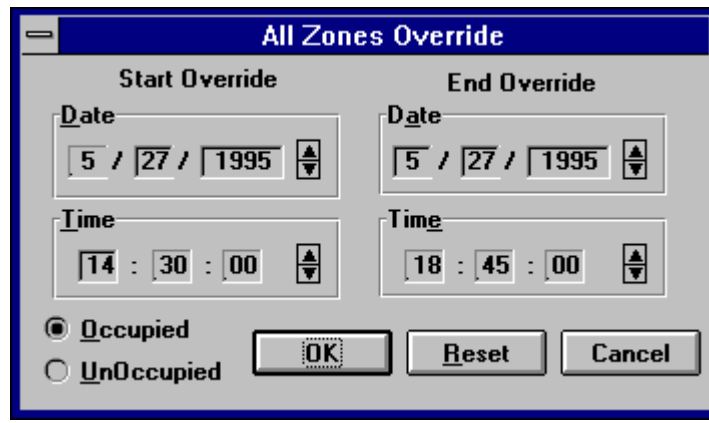 All Zones Override
Start Override
End Override
Date
Date
5 / 27 / 1995
5 / 27 / 1995
Time
Time
14 : 30 : 00
18 : 45 : 00
Occupied
UnOccupied
OK
Reset
Cancel